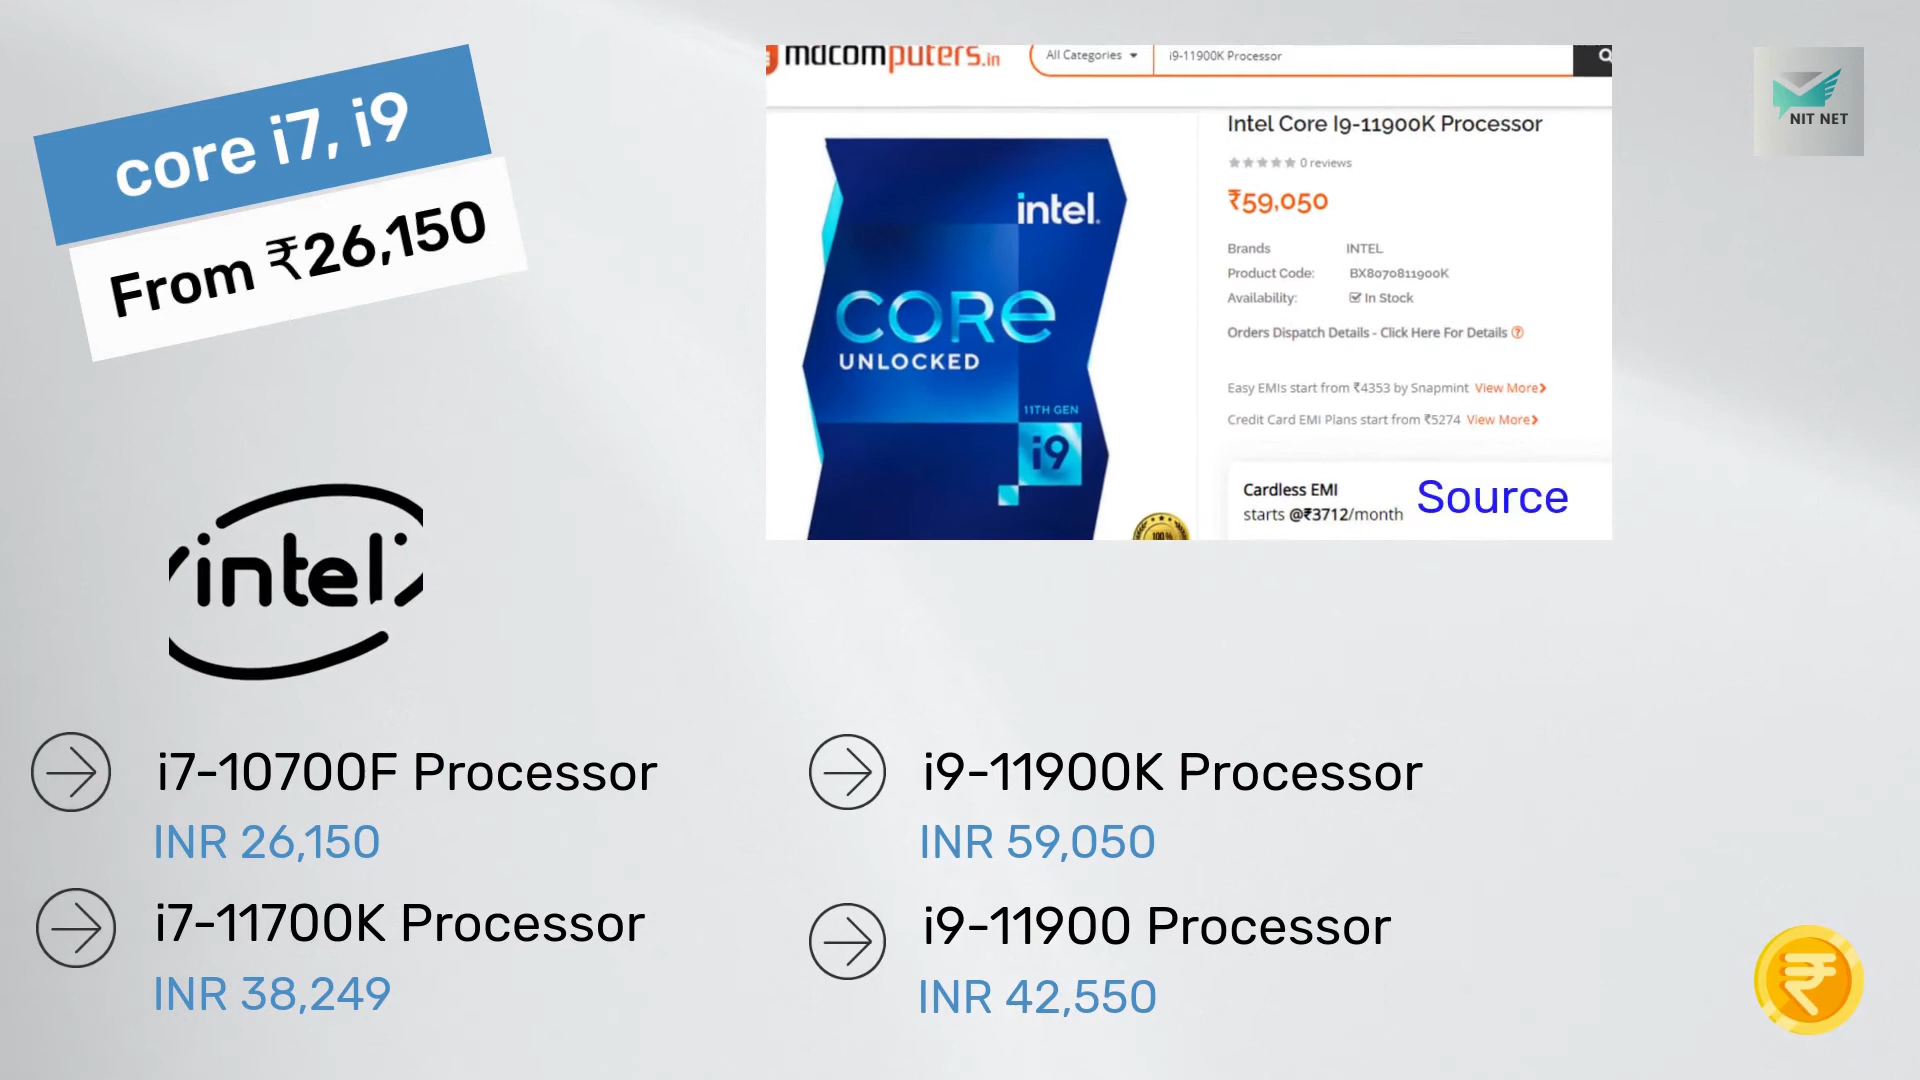 core i7, i9
From ₹26,150
mdcomputers.in
All Categories
i9-11900K Processor
NIT NET
Intel Core I9-11900K Processor
0 reviews
₹59,050
Brands INTEL
Product Code: BX8070811900K
Availability: In Stock
Orders Dispatch Details - Click Here For Details
Easy EMIs start from ₹4353 by Snapmint View More
Credit Card EMI Plans start from ₹5274 View More
Cardless EMI
starts @₹3712/month
Source
intel.
CORE
UNLOCKED
11TH GEN
i9
100 %
intel
i7-10700F Processor
INR 26,150
i7-11700K Processor
INR 38,249
i9-11900K Processor
INR 59,050
i9-11900 Processor
INR 42,550
₹